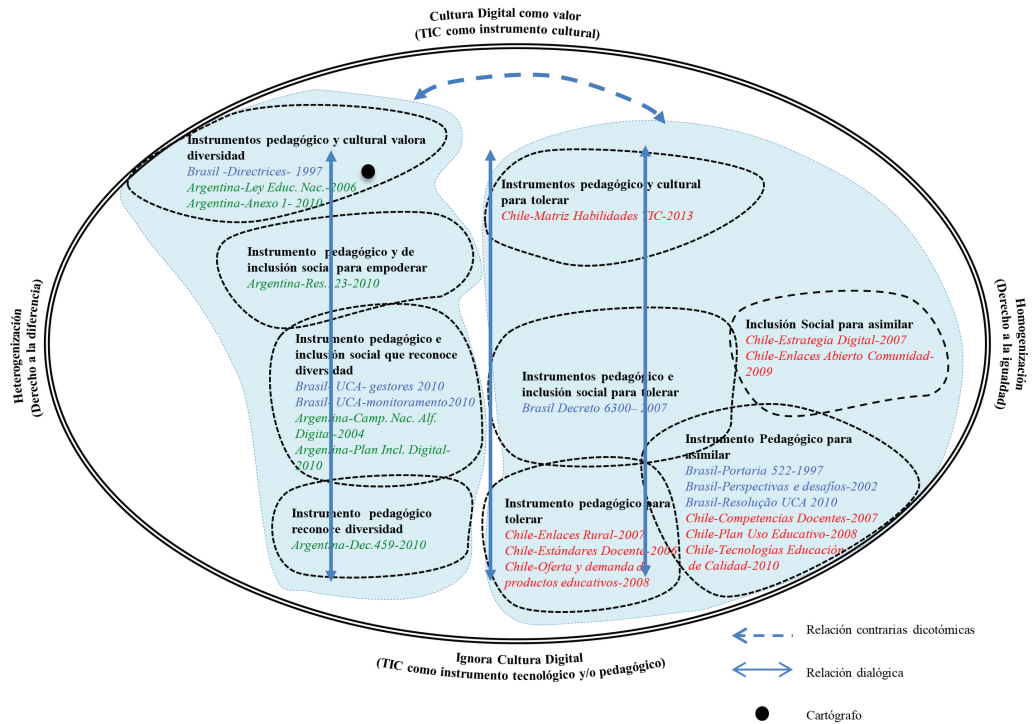 Cultura Digital como valor
(TIC como instrumento cultural)
Heterogenización
(Derecho a la diferencia)
Instrumentos pedagógico y cultural valora
diversidad
Brasil -Directrices- 1997
Argentina-Ley Educ. Nac.-2006
Argentina-Anexo 1- 2010
Instrumento pedagógico y de
inclusión social para empoderar
Argentina-Res.123-2010
Instrumento pedagógico e
inclusión social que reconoce
diversidad
Brasil- UCA- gestores 2010
Brasil- UCA-monitoramento2010
Argentina-Camp. Nac. Alf.
Digital-2004
Argentina-Plan Incl. Digital-
2010
Instrumento pedagógico
reconoce diversidad
Argentina-Dec.459-2010
Instrumentos pedagógico y cultural
para tolerar
Chile-Matriz Habilidades TIC-2013
Instrumentos pedagógico e
inclusión social para tolerar
Brasil Decreto 6300– 2007
Instrumento pedagógico para
tolerar
Chile-Enlaces Rural-2007
Chile-Estándares Docente-2006
Chile-Oferta y demanda de
productos educativos-2008
Inclusión Social para asimilar
Chile-Estrategia Digital-2007
Chile-Enlaces Abierto Comunidad-
2009
Instrumento Pedagógico para
asimilar
Brasil-Portaria 522-1997
Brasil-Perspectivas e desafíos-2002
Brasil-Resolução UCA 2010
Chile-Competencias Docentes-2007
Chile-Plan Uso Educativo-2008
Chile-Tecnologías Educación
de Calidad-2010
Homogenización
(Derecho a la igualdad)
Ignora Cultura Digital
(TIC como instrumento tecnológico y/o pedagógico)
Relación contrarias dicotómicas
Relación dialógica
Cartógrafo